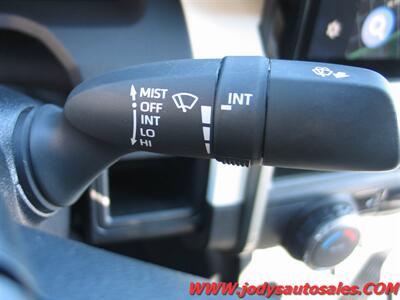 MIST
OFF
INT
LO
HI
INT
www.jodysautosales.com